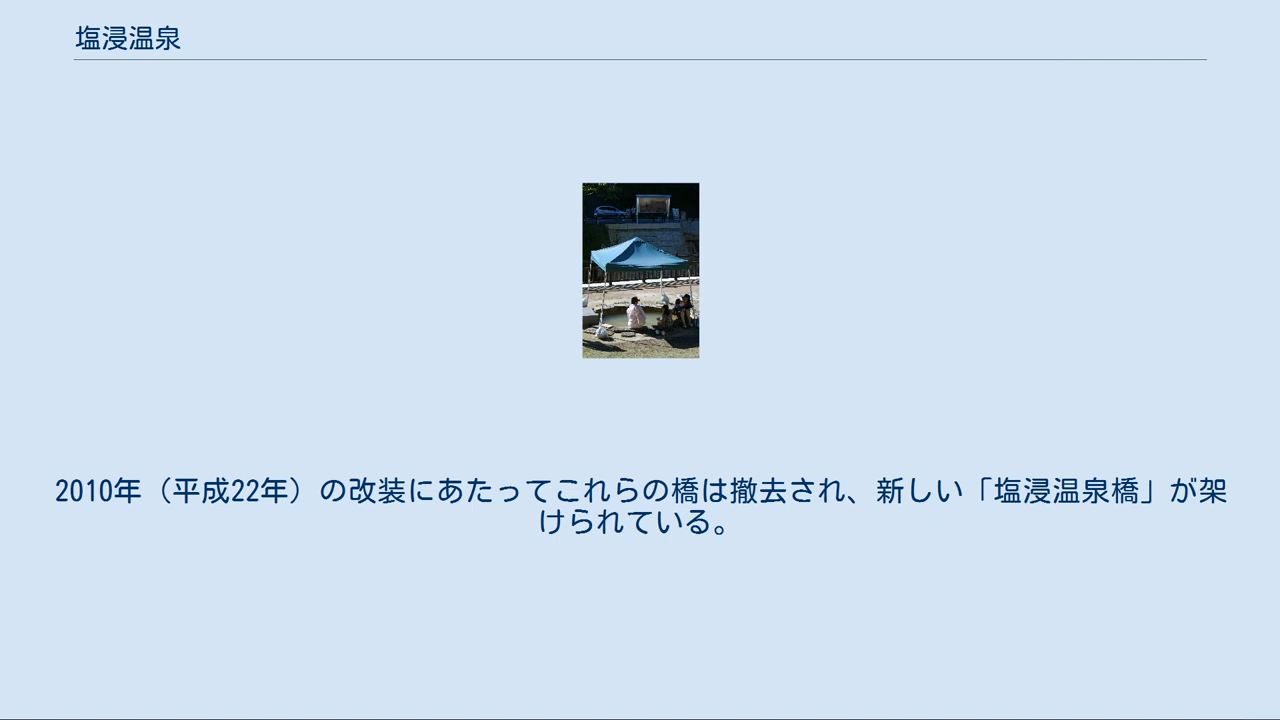 塩浸温泉
2010年（平成22年）の改装にあたってこれらの橋は撤去され、新しい「塩浸温泉橋」が架
けられている。